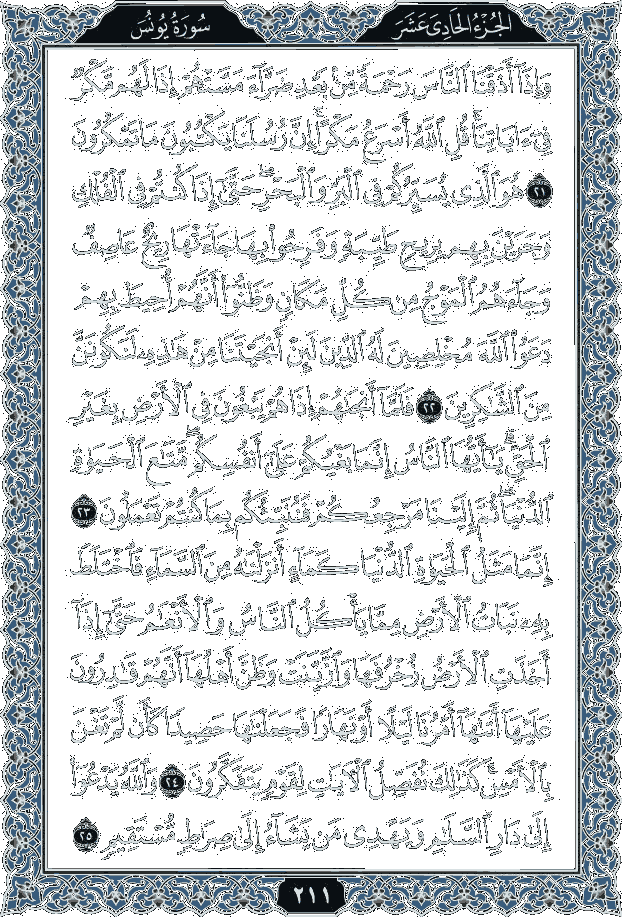 سُورَةُ يُونُسَ
الجُزْءُ الحَادِي عَشَرَ
وَإِذَآ أَذَقْنَا ٱلنَّاسَ رَحْمَةً مِّنۢ بَعْدِ ضَرَّآءَ مَسَّتْهُمْ إِذَا لَهُم مَّكْرٌ
فِىٓ ءَايَاتِنَا ۚ قُلِ ٱللَّهُ أَسْرَعُ مَكْرًا ۚ إِنَّ رُسُلَنَا يَكْتُبُونَ مَا تَمْكُرُونَ
٢١ هُوَ ٱلَّذِى يُسَيِّرُكُمْ فِى ٱلْبَرِّ وَٱلْبَحْرِ ۖ حَتَّىٰٓ إِذَا كُنتُمْ فِى ٱلْفُلْكِ
وَجَرَيْنَ بِهِم بِرِيحٍ طَيِّبَةٍ وَفَرِحُوا۟ بِهَا جَآءَتْهَا رِيحٌ عَاصِفٌ
وَجَآءَهُمُ ٱلْمَوْجُ مِن كُلِّ مَكَانٍ وَظَنُّوٓا۟ أَنَّهُمْ أُحِيطَ بِهِمْ ۙ
دَعَوُا۟ ٱللَّهَ مُخْلِصِينَ لَهُ ٱلدِّينَ لَئِنْ أَنجَيْتَنَا مِنْ هَٰذِهِۦ لَنَكُونَنَّ
مِنَ ٱلشَّٰكِرِينَ ٢٢ فَلَمَّآ أَنجَىٰهُمْ إِذَا هُمْ يَبْغُونَ فِى ٱلْأَرْضِ بِغَيْرِ
ٱلْحَقِّ ۗ يَٰٓأَيُّهَا ٱلنَّاسُ إِنَّمَا بَغْيُكُمْ عَلَىٰٓ أَنفُسِكُم ۖ مَّتَٰعَ ٱلْحَيَوٰةِ
ٱلدُّنْيَا ۖ ثُمَّ إِلَيْنَا مَرْجِعُكُمْ فَنُنَبِّئُكُم بِمَا كُنتُمْ تَعْمَلُونَ ٢٣
إِنَّمَا مَثَلُ ٱلْحَيَوٰةِ ٱلدُّنْيَا كَمَآءٍ أَنزَلْنَٰهُ مِنَ ٱلسَّمَآءِ فَٱخْتَلَطَ
بِهِۦ نَبَاتُ ٱلْأَرْضِ مِمَّا يَأْكُلُ ٱلنَّاسُ وَٱلْأَنْعَٰمُ حَتَّىٰٓ إِذَآ
أَخَذَتِ ٱلْأَرْضُ زُخْرُفَهَا وَٱزَّيَّنَتْ وَظَنَّ أَهْلُهَآ أَنَّهُمْ قَٰدِرُونَ
عَلَيْهَآ أَتَىٰهَآ أَمْرُنَا لَيْلًا أَوْ نَهَارًا فَجَعَلْنَٰهَا حَصِيدًا كَأَن لَّمْ تَغْنَ
بِٱلْأَمْسِ ۚ كَذَٰلِكَ نُفَصِّلُ ٱلْءَايَٰتِ لِقَوْمٍ يَتَفَكَّرُونَ ٢٤ وَٱللَّهُ يَدْعُوٓا۟
إِلَىٰ دَارِ ٱلسَّلَٰمِ وَيَهْدِى مَن يَشَآءُ إِلَىٰ صِرَٰطٍ مُّسْتَقِيمٍ ٢٥
٢١١